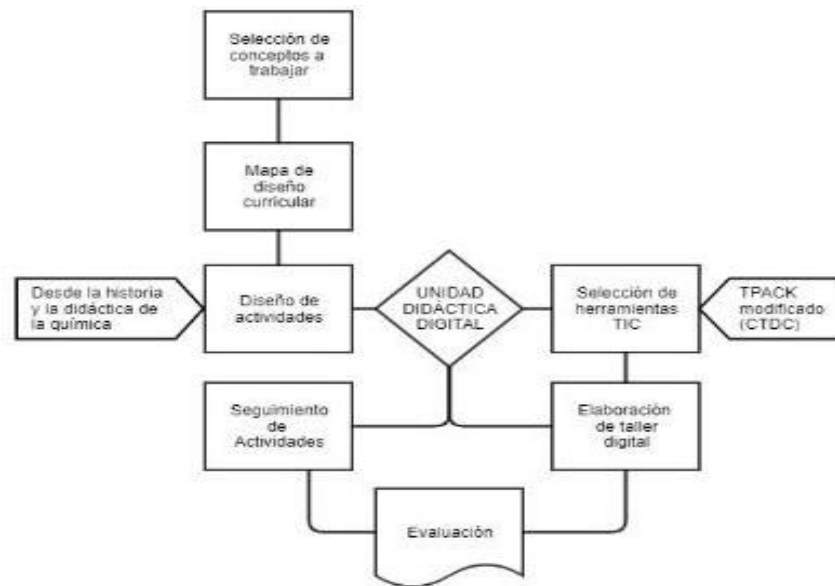 Selección de
conceptos a
trabajar
Mapa de
diseño
curricular
Desde la historia
y la didáctica de
la química
Diseño de
actividades
UNIDAD
DIDÁCTICA
DIGITAL
Selección de
herramientas
TIC
TPACK
modificado
(CTDC)
Seguimiento
de
Actividades
Elaboración
de taller
digital
Evaluación